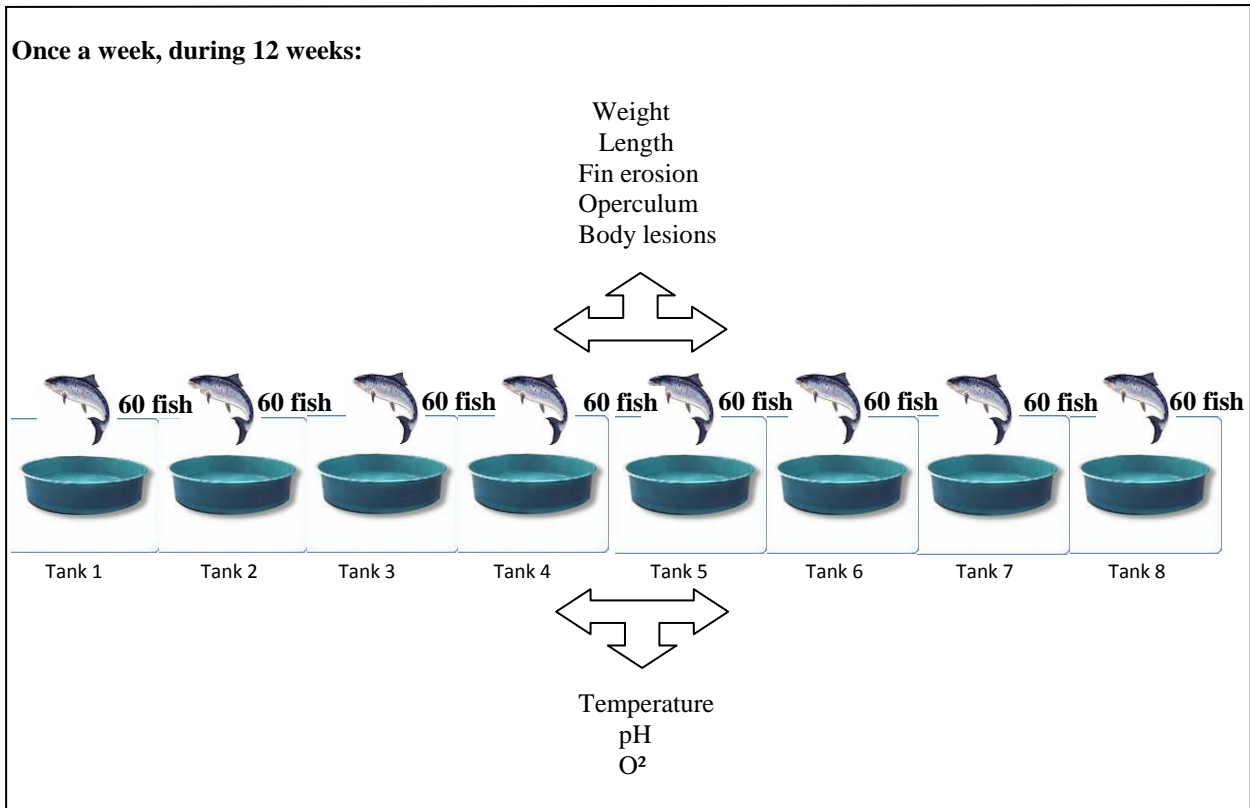 Once a week, during 12 weeks:
Weight
Length
Fin erosion
Operculum
Body lesions
60 fish 60 fish 60 fish 60 fish 60 fish 60 fish 60 fish 60 fish
Tank 1 Tank 2 Tank 3 Tank 4 Tank 5 Tank 6 Tank 7 Tank 8
Temperature
pH
O²